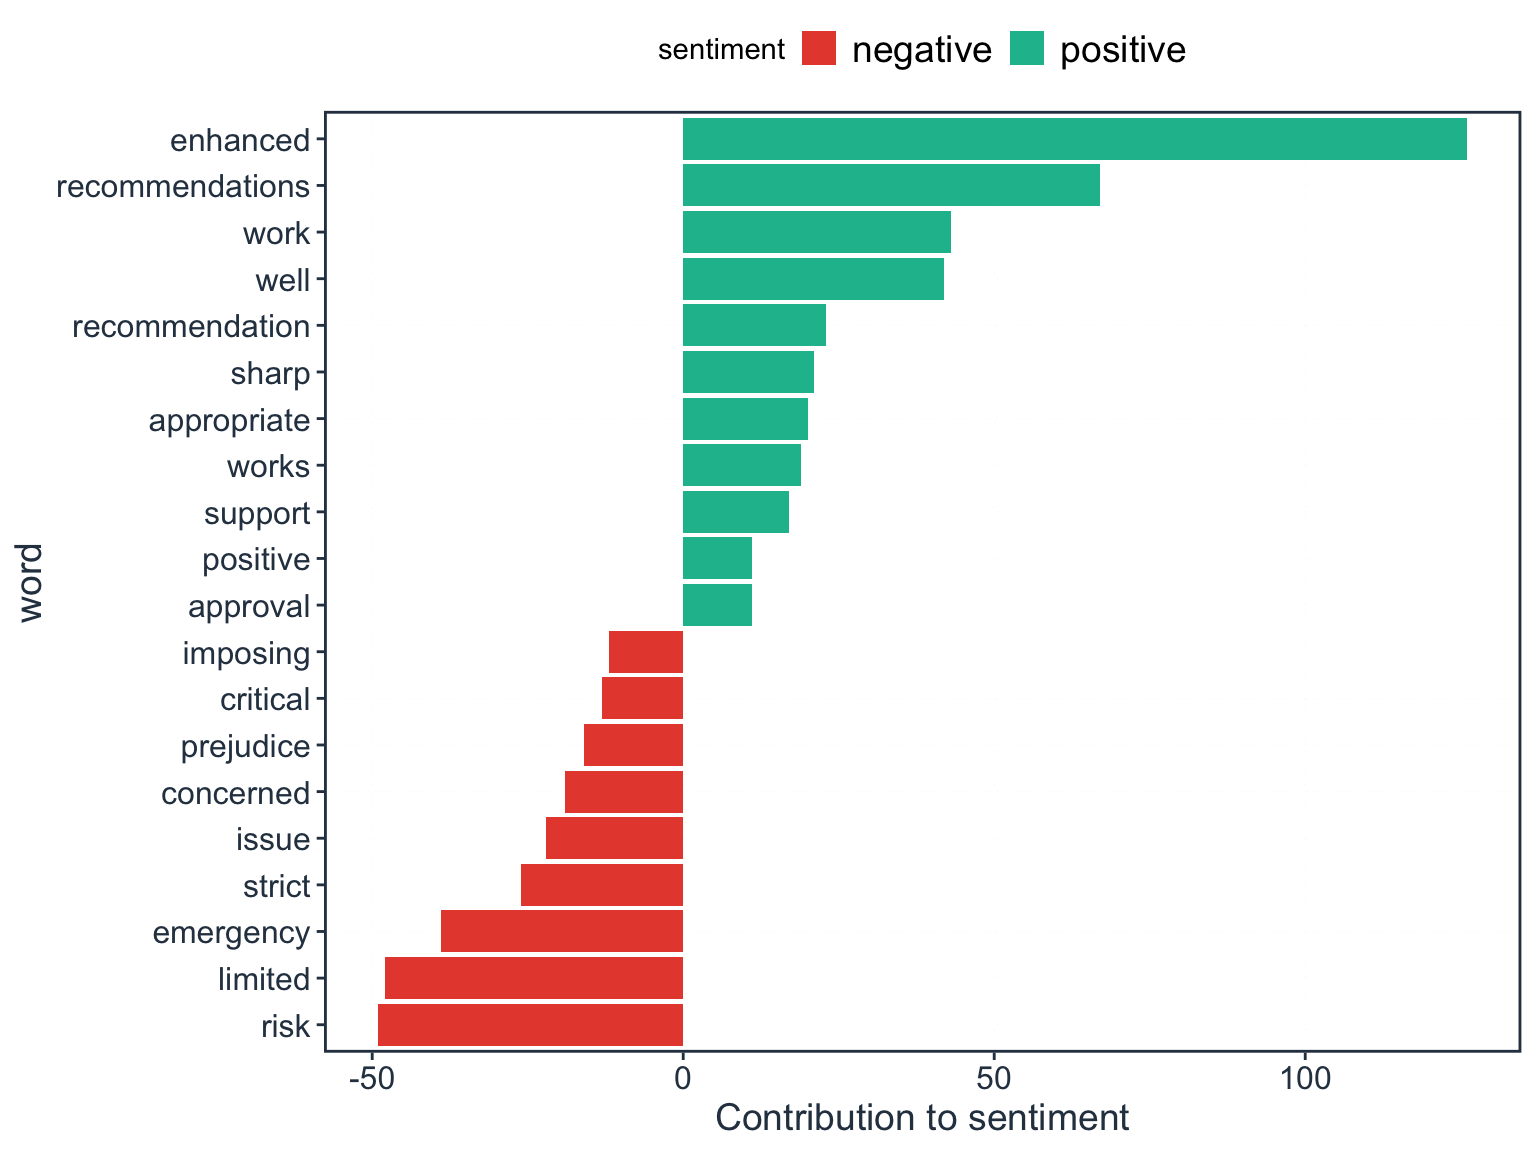 sentiment negative positive
enhanced
recommendations
work
well
recommendation
sharp
appropriate
works
support
positive
approval
imposing
critical
prejudice
concerned
issue
strict
emergency
limited
risk
word
-50 0 50 100
Contribution to sentiment